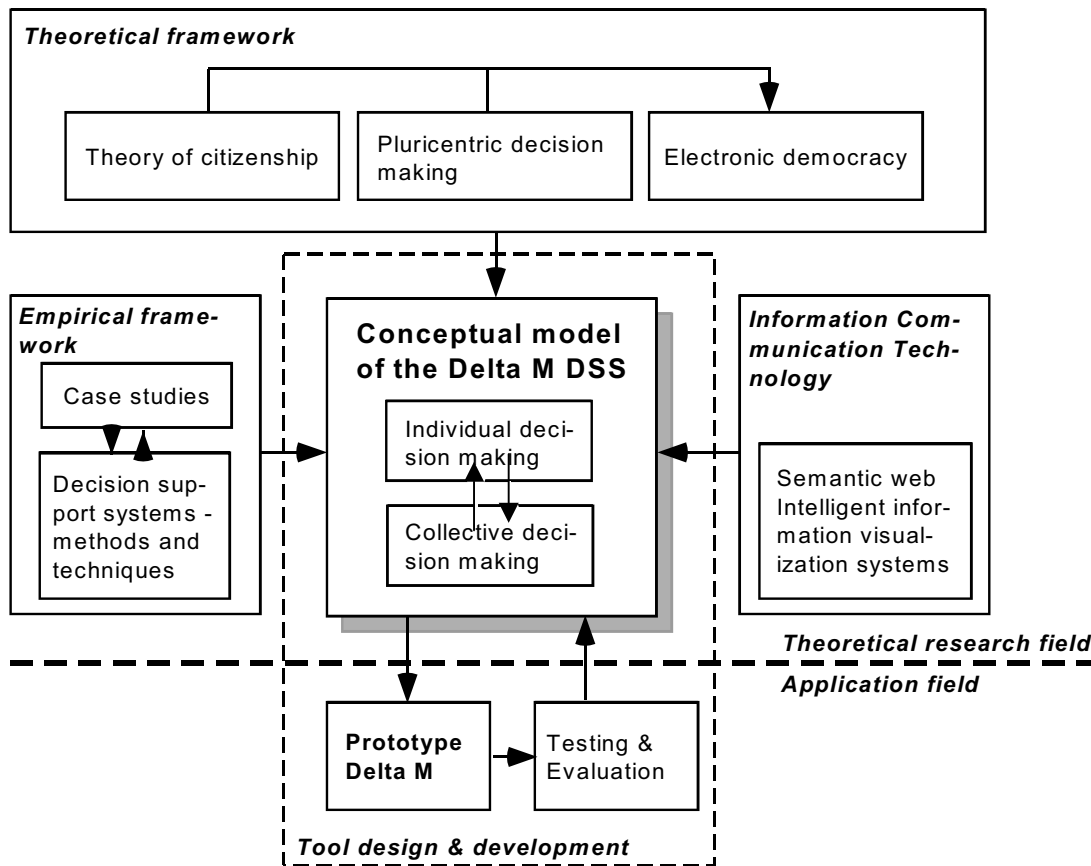 Theoretical framework
Theory of citizenship
Pluricentric decision
making
Electronic democracy
Empirical frame-
work
Case studies
Decision sup-
port systems -
methods and
techniques
Conceptual model
of the Delta M DSS
Individual deci-
sion making
Collective deci-
sion making
Information Com-
munication Tech-
nology
Semantic web
Intelligent infor-
mation visual-
ization systems
Theoretical research field
Application field
Prototype
Delta M
Testing &
Evaluation
Tool design & development